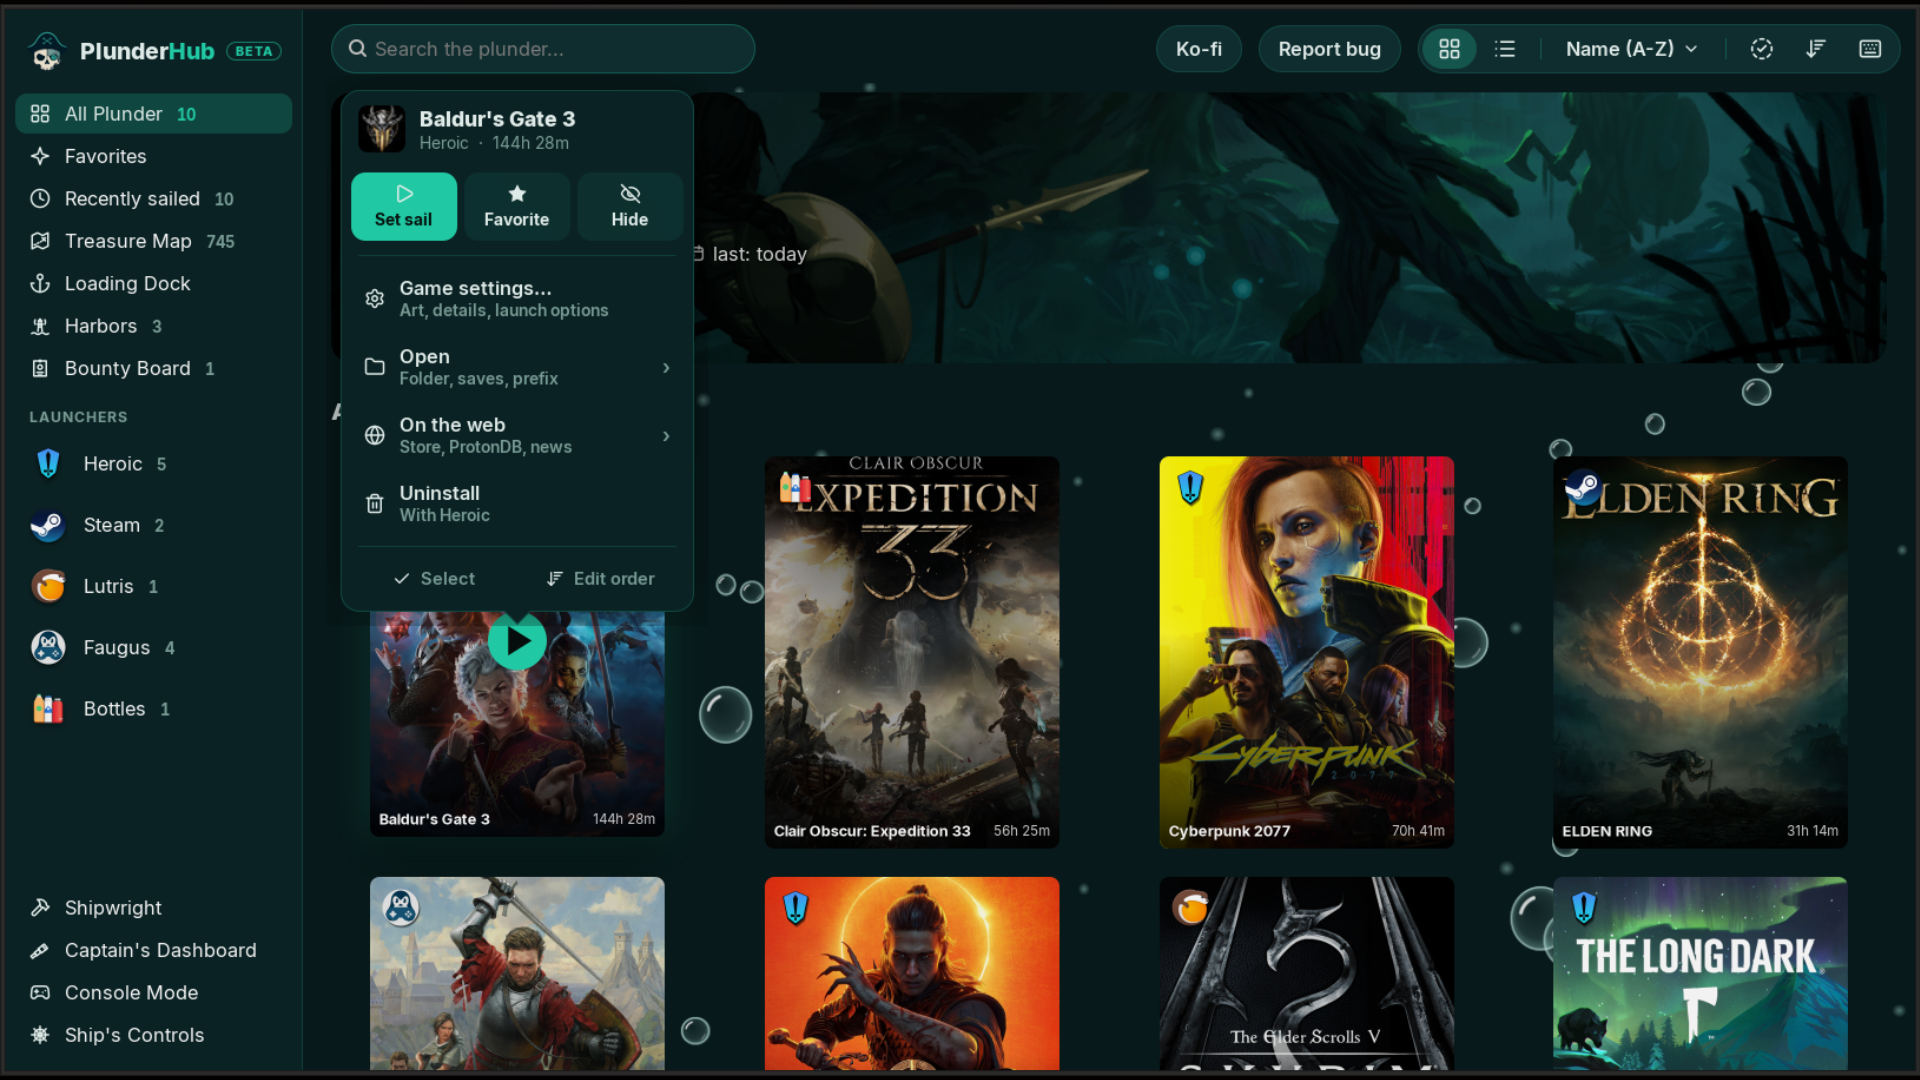 PlunderHub BETA
Search the plunder...
Ko-fi
Report bug
Name (A-Z)
All Plunder 10
Favorites
Recently sailed 10
Treasure Map 745
Loading Dock
Harbors 3
Bounty Board 1
LAUNCHERS
Heroic 5
Steam 2
Lutris 1
Faugus 4
Bottles 1
Shipwright
Captain's Dashboard
Console Mode
Ship's Controls
Baldur's Gate 3
Heroic · 144h 28m
Set sail
Favorite
Hide
Game settings...
Art, details, launch options
Open
Folder, saves, prefix
On the web
Store, ProtonDB, news
Uninstall
With Heroic
Select
Edit order
last: today
Baldur's Gate 3 144h 28m
CLAIR OBSCUR
EXPEDITION
33
Clair Obscur: Expedition 33 56h 25m
CYBERPUNK
2077
Cyberpunk 2077 70h 41m
ELDEN RING
ELDEN RING 31h 14m
The Elder Scrolls V
SKYRIM
THE LONG DARK